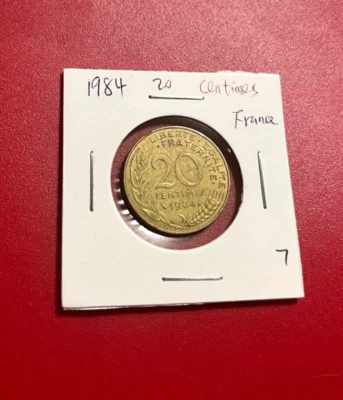 1984 20 Centimes
France
LIBERTE·EGALITE
·FRATERNITE·
20
CENTIMES
1984
7